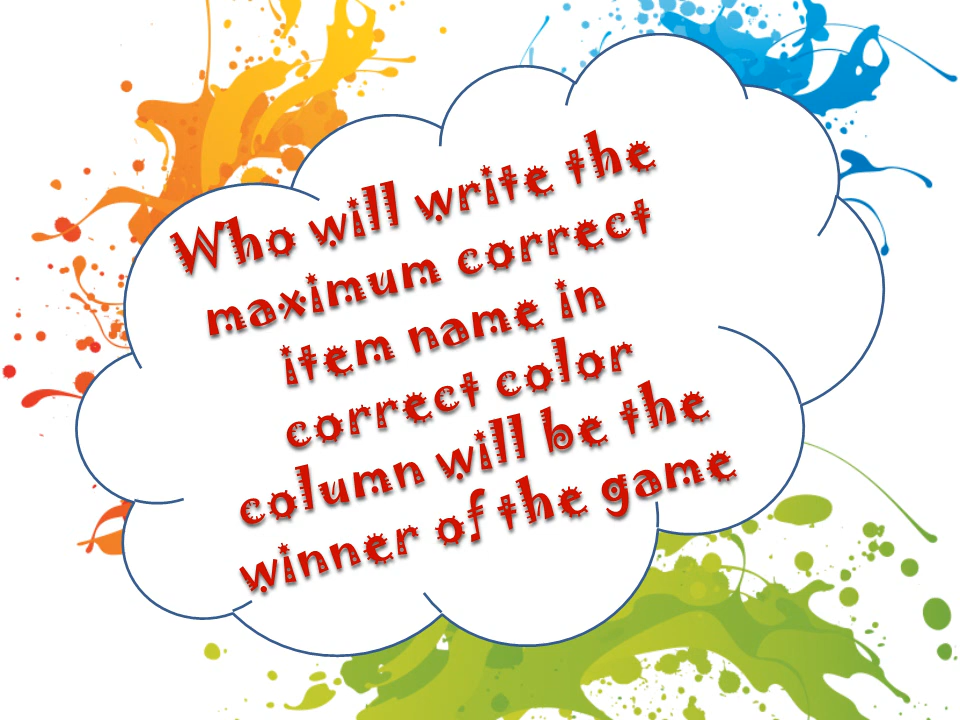 Who will write the
maximum correct
item name in
correct color
column will be the
winner of the game